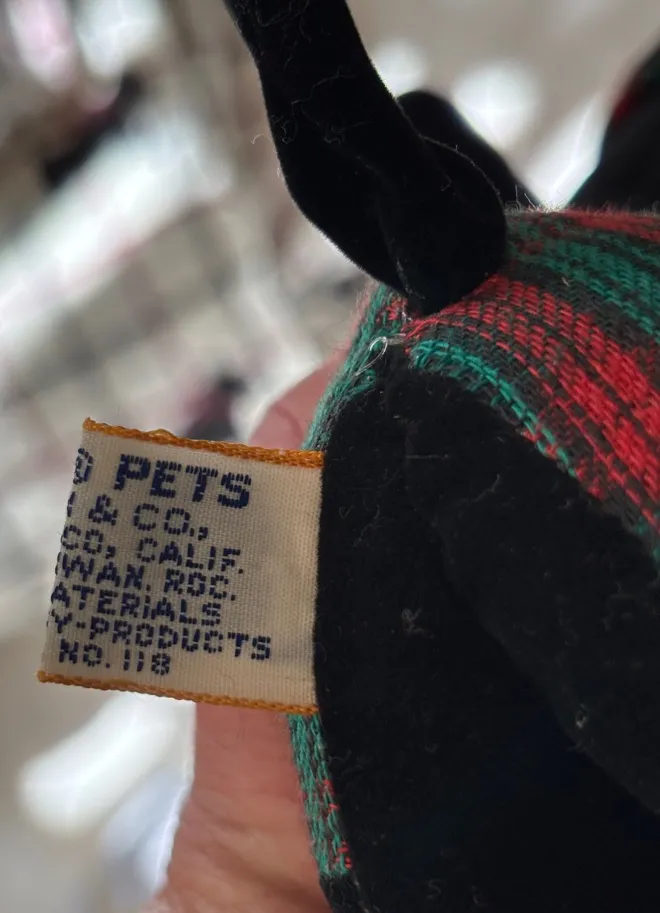 PETS
& CO.,
CO, CALIF.
WAN. ROC.
ATERIALS
Y-PRODUCTS
NO. 118